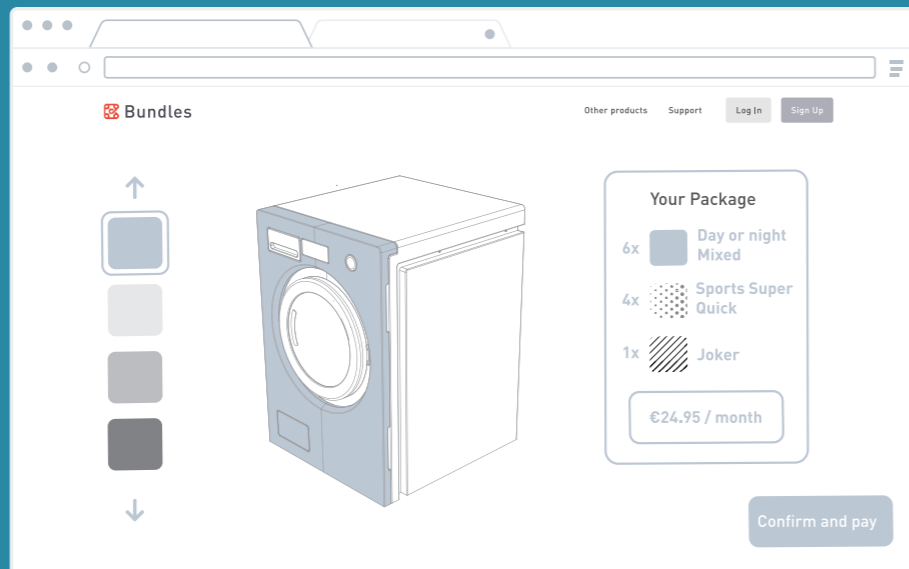 Bundles
Other products
Support
Log In
Sign Up
Your Package
6x
Day or night
Mixed
4x
Sports Super
Quick
1x
Joker
€24.95 / month
Confirm and pay